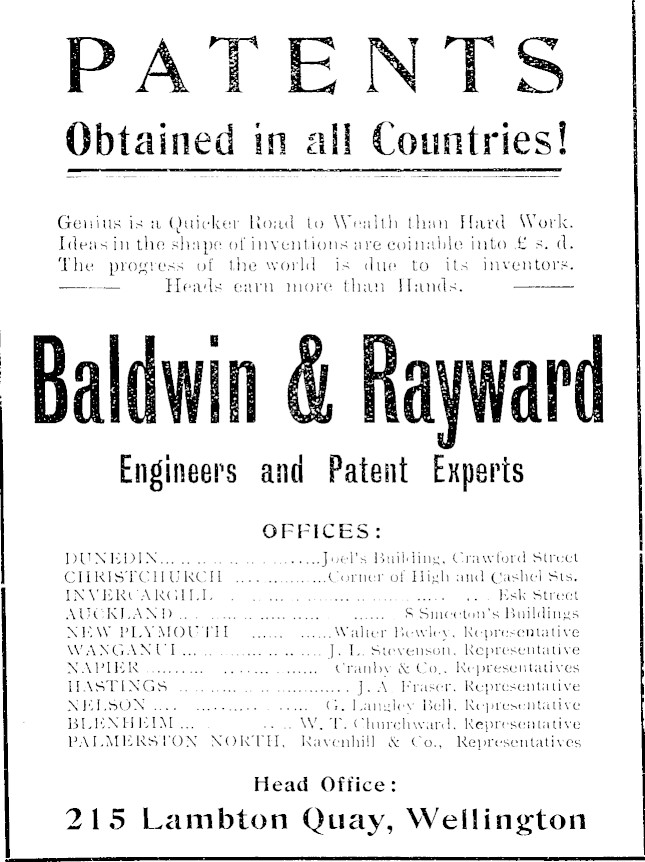 PATENTS
Obtained in all Countries!
Genius is a Quicker Road to Wealth than Hard Work.
Ideas in the shape of inventions are coinable into £ s. d.
The progress of the world is due to its inventors.
Heads earn more than Hands.
Baldwin & Rayward
Engineers and Patent Experts
OFFICES:
DUNEDIN... Joel's Building, Crawford Street
CHRISTCHURCH ... Corner of High and Cashel Sts.
INVERCARGILL ... Esk Street
AUCKLAND ... 8 Smeeton's Buildings
NEW PLYMOUTH ... Walter Bewley, Representative
WANGANUI ... J. L. Stevenson, Representative
NAPIER ... Cranby & Co., Representatives
HASTINGS ... J. A. Fraser, Representative
NELSON ... G. Langley Bell, Representative
BLENHEIM ... W. T. Churchward, Representative
PALMERSTON NORTH, Ravenhill & Co., Representatives
Head Office:
215 Lambton Quay, Wellington